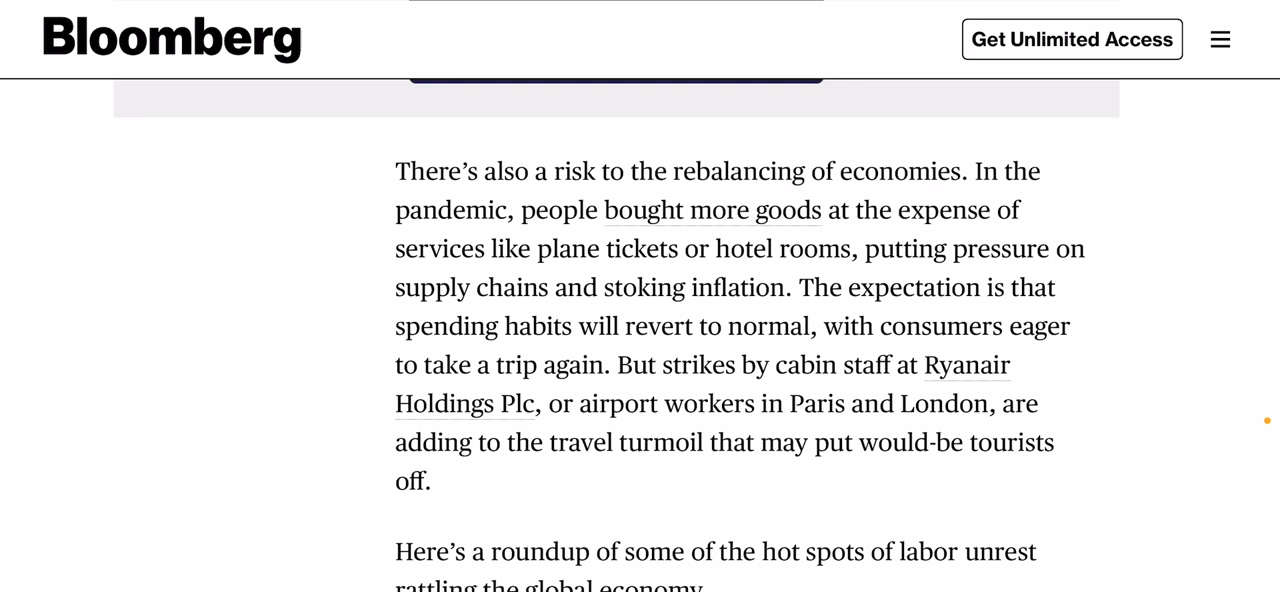 Bloomberg
Get Unlimited Access
There’s also a risk to the rebalancing of economies. In the
pandemic, people bought more goods at the expense of
services like plane tickets or hotel rooms, putting pressure on
supply chains and stoking inflation. The expectation is that
spending habits will revert to normal, with consumers eager
to take a trip again. But strikes by cabin staff at Ryanair
Holdings Plc, or airport workers in Paris and London, are
adding to the travel turmoil that may put would-be tourists
off.
Here’s a roundup of some of the hot spots of labor unrest
rattling the global economy.